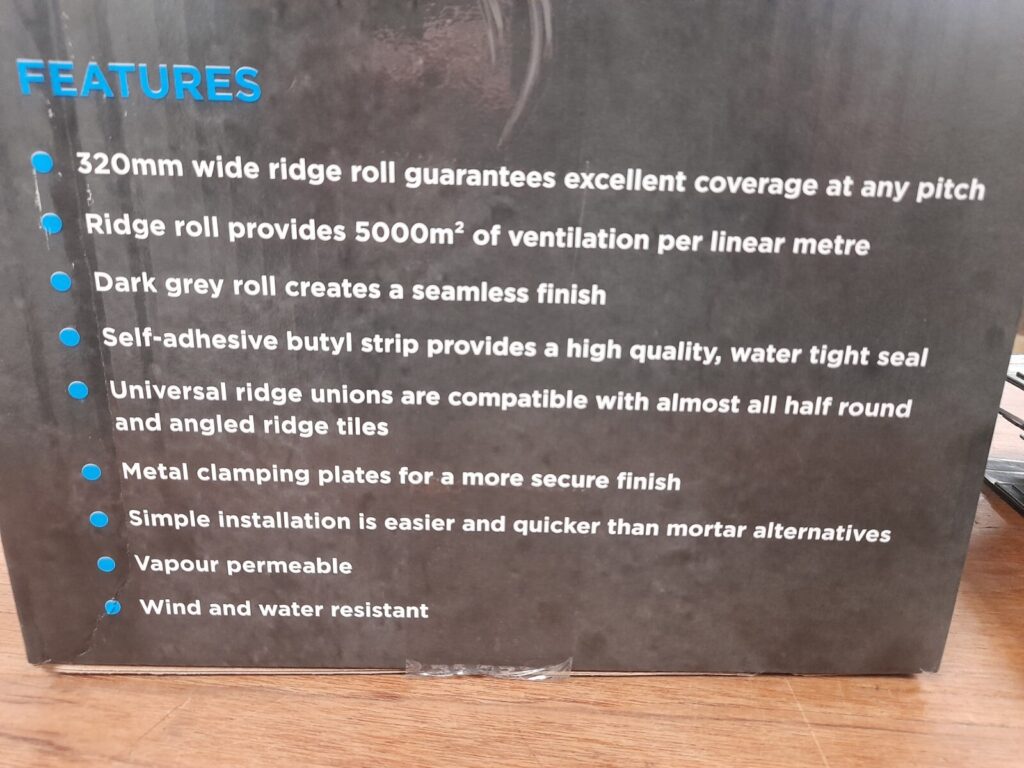 FEATURES
320mm wide ridge roll guarantees excellent coverage at any pitch
Ridge roll provides 5000m² of ventilation per linear metre
Dark grey roll creates a seamless finish
Self-adhesive butyl strip provides a high quality, water tight seal
Universal ridge unions are compatible with almost all half round
and angled ridge tiles
Metal clamping plates for a more secure finish
Simple installation is easier and quicker than mortar alternatives
Vapour permeable
Wind and water resistant